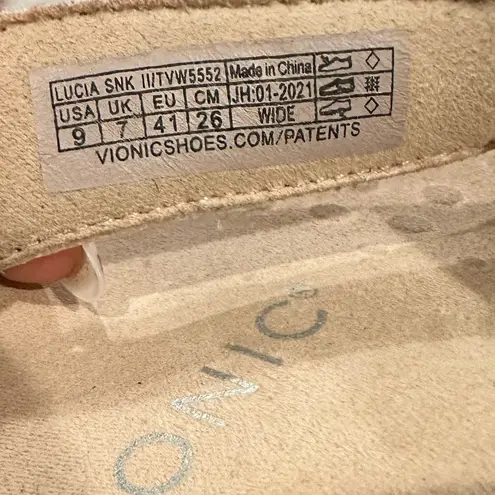 LUCIA SNK II/TVW5552 Made in China
USA UK EU CM JH:01-2021
9 7 41 26 WIDE
VIONICSHOES.COM/PATENTS
ONIC